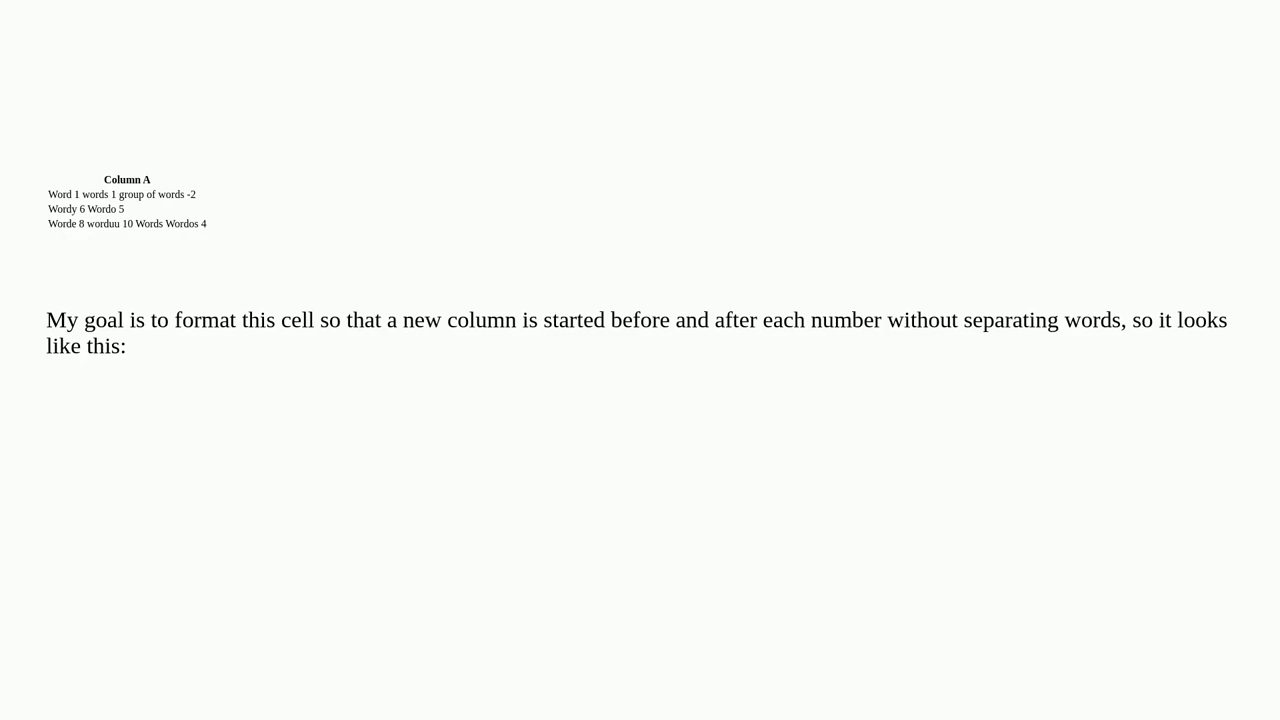 Column A
Word 1 words 1 group of words -2
Wordy 6 Wordo 5
Worde 8 worduu 10 Words Wordos 4
My goal is to format this cell so that a new column is started before and after each number without separating words, so it looks
like this: